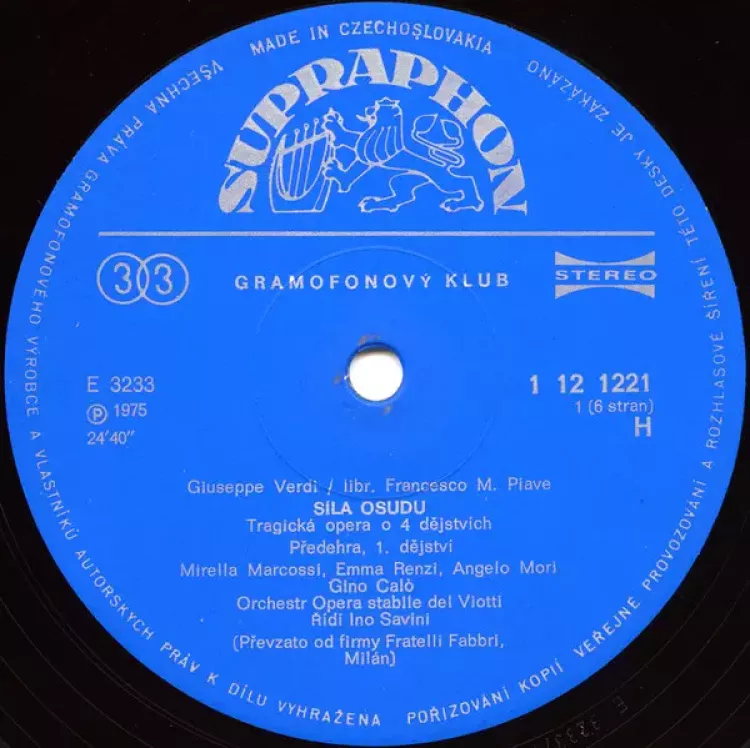 MADE IN CZECHOSLOVAKIA
VŠECHNA PRÁVA GRAMOFONOVÉHO VÝROBCE A VLASTNÍKŮ AUTORSKÝCH PRÁV K DÍLU VYHRAŽENA POŘIZOVÁNÍ KOPIÍ VEŘEJNÉ PROVOZOVÁNÍ A ROZHLASOVÉ ŠÍŘENÍ TÉTO DESKY JE ZAKÁZÁNO
SUPRAPHON
33 GRAMOFONOVÝ KLUB STEREO
E 3233 1 12 1221
Ⓟ 1975 1 (6 stran)
24'40" H
Giuseppe Verdi / libr. Francesco M. Piave
SÍLA OSUDU
Tragická opera o 4 dějstvích
Předehra, 1. dějství
Mirella Marcossi, Emma Renzi, Angelo Mori
Gino Calò
Orchestr Opera stabile del Viotti
Řídí Ino Savini
(Převzato od firmy Fratelli Fabbri,
Milán)